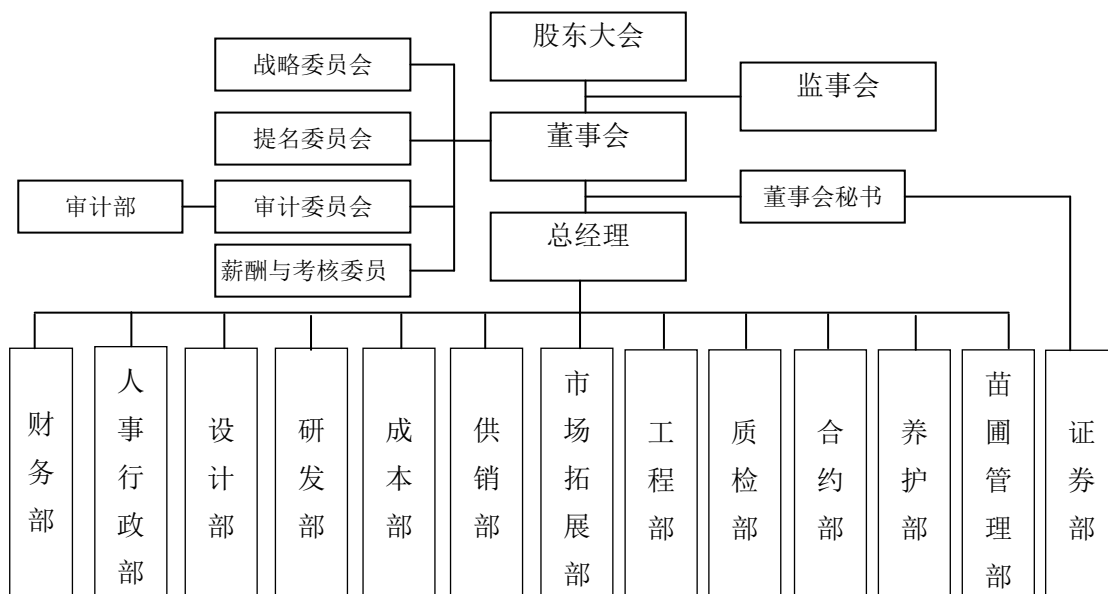 股东大会
战略委员会
监事会
提名委员会
董事会
审计部
审计委员会
董事会秘书
总经理
薪酬与考核委员
财务部
人事行政部
设计部
研发部
成本部
供销部
市场拓展部
工程部
质检部
合约部
养护部
苗圃管理部
证券部